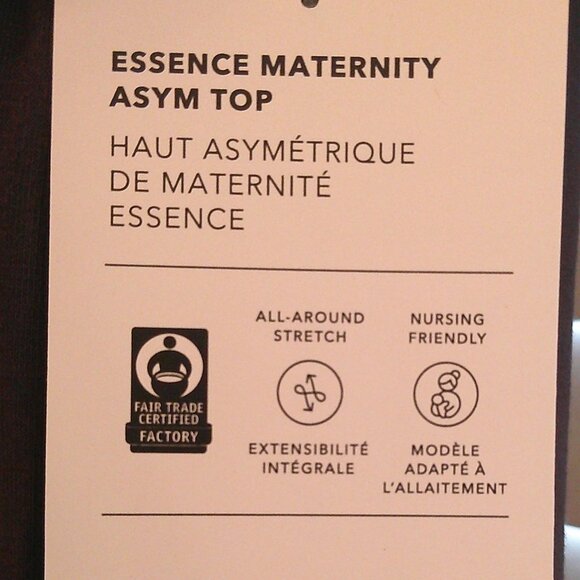 ESSENCE MATERNITY
ASYM TOP
HAUT ASYMÉTRIQUE
DE MATERNITÉ
ESSENCE
FAIR TRADE
CERTIFIED
FACTORY
ALL-AROUND
STRETCH
EXTENSIBILITÉ
INTÉGRALE
NURSING
FRIENDLY
MODÈLE
ADAPTÉ À
L'ALLAITEMENT